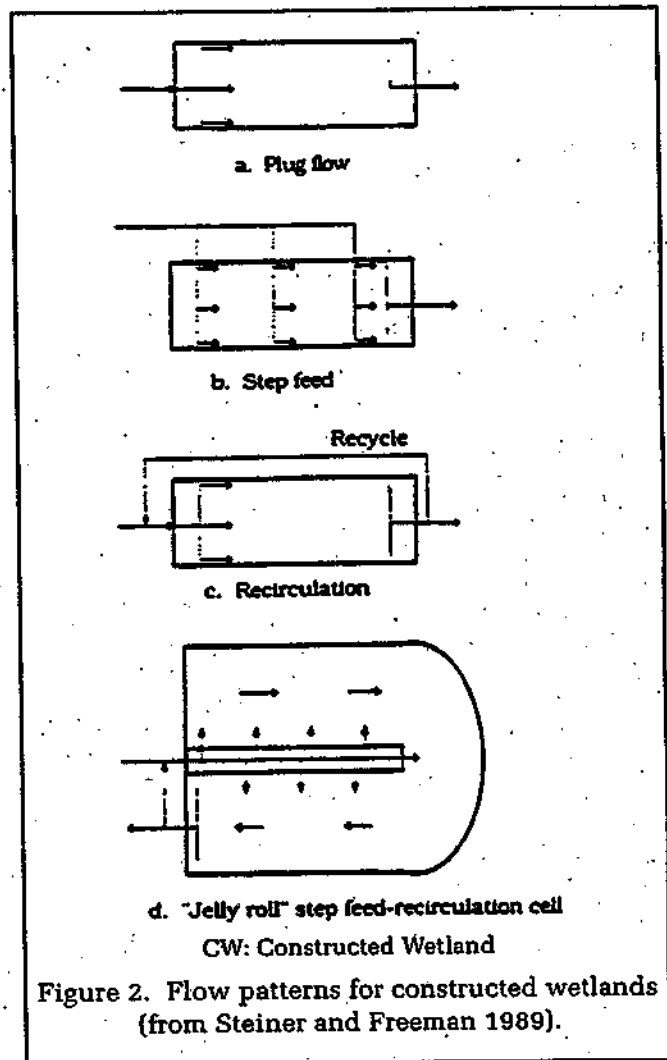 a. Plug flow
b. Step feed
Recycle
c. Recirculation
d. "Jelly roll" step feed-recirculation cell
CW: Constructed Wetland
Figure 2. Flow patterns for constructed wetlands
(from Steiner and Freeman 1989).